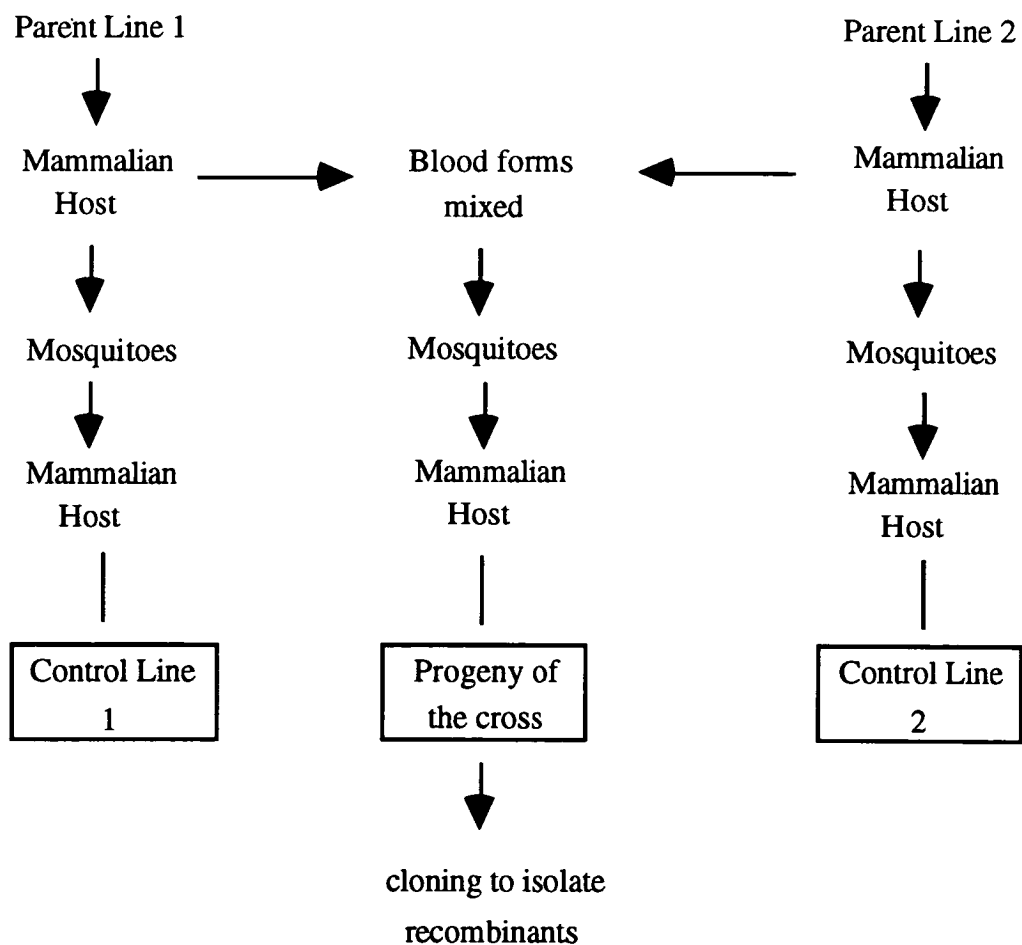 Parent Line 1
Parent Line 2
Mammalian
Host
Blood forms
mixed
Mammalian
Host
Mosquitoes
Mosquitoes
Mosquitoes
Mammalian
Host
Mammalian
Host
Mammalian
Host
Control Line
1
Progeny of
the cross
Control Line
2
cloning to isolate
recombinants